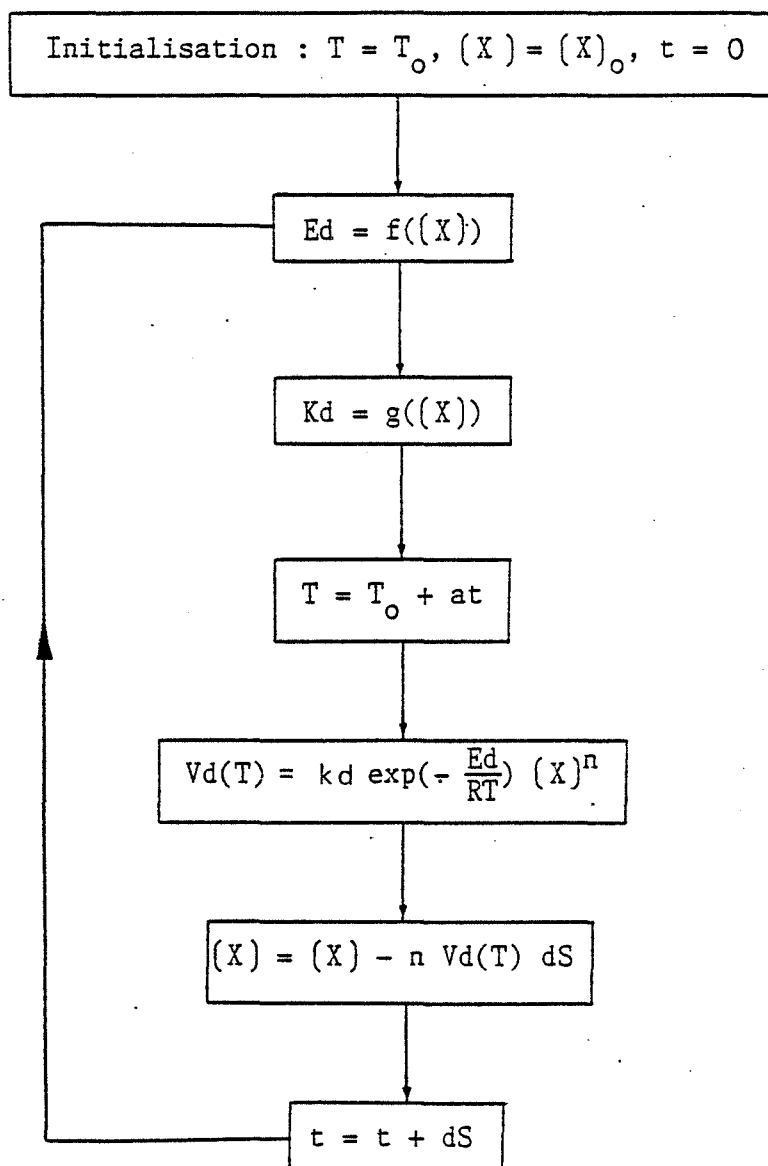 Initialisation : T = T_o, (X) = (X)_o, t = 0
Ed = f((X))
Kd = g((X))
T = T_o + at
Vd(T) = kd exp(- Ed/RT) (X)^n
(X) = (X) - n Vd(T) dS
t = t + dS